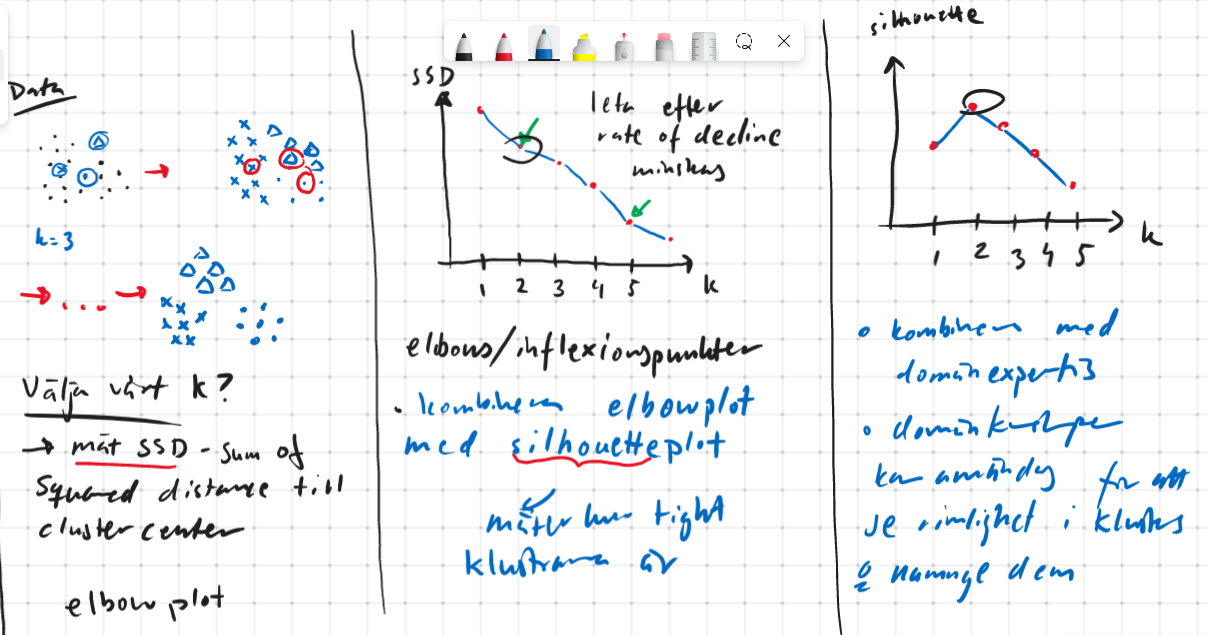 Data
k=3
Välja vårt k?
→ mät SSD - sum of
squared distance till
cluster center
elbow plot
SSD
leta efter
rate of decline
minskas
1 2 3 4 5 k
elbows/inflexionspunkter
• kombinera elbowplot
med silhouetteplot
mäter hur tight
klustrarna är
silhouette
1 2 3 4 5 k
• kombinera med
domänexpertis
• domänkunskaper
kan användas för att
se rimlighet i klusters
& namnge dem